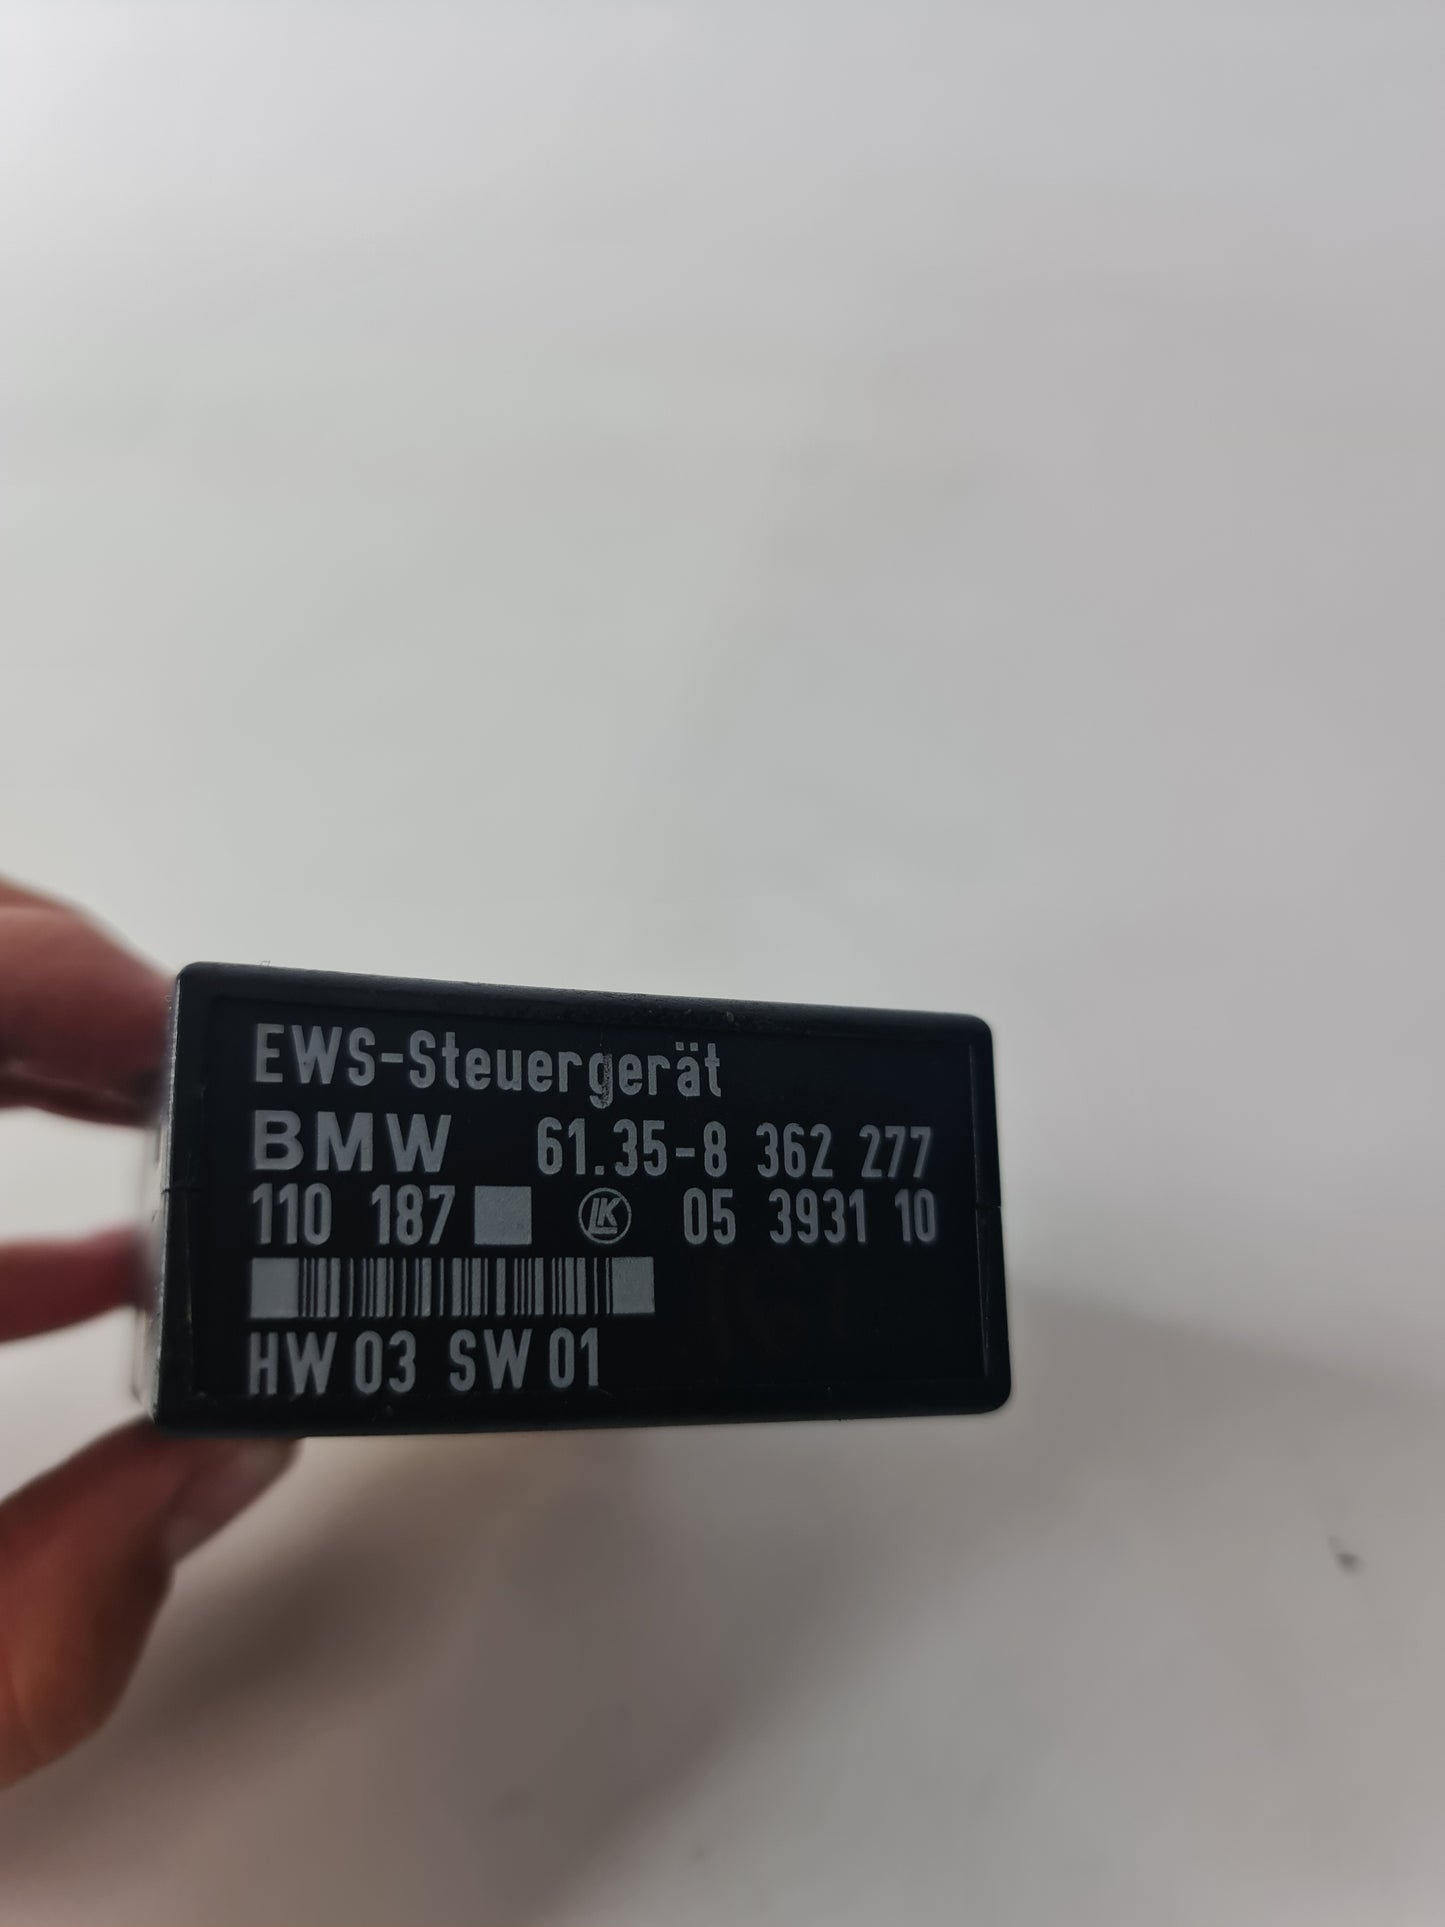 EWS-Steuergerät
BMW 61.35-8 362 277
110 187 LK 05 3931 10
HW 03 SW 01